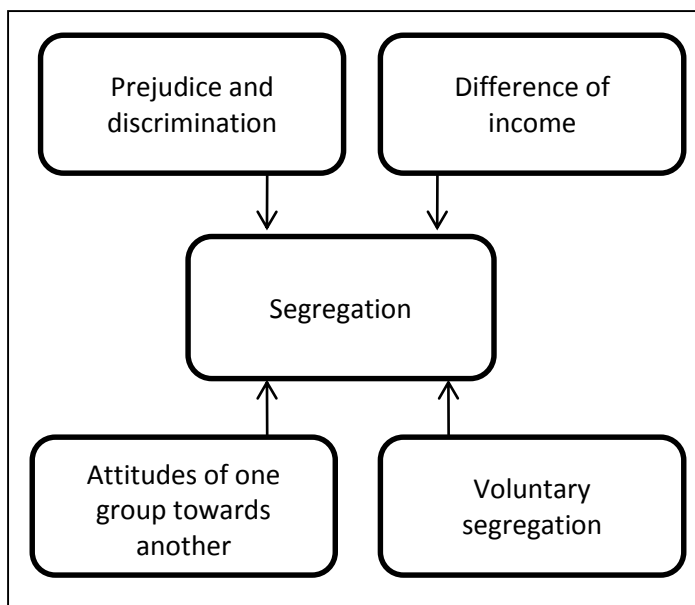 Prejudice and
discrimination
Difference of
income
Segregation
Attitudes of one
group towards
another
Voluntary
segregation